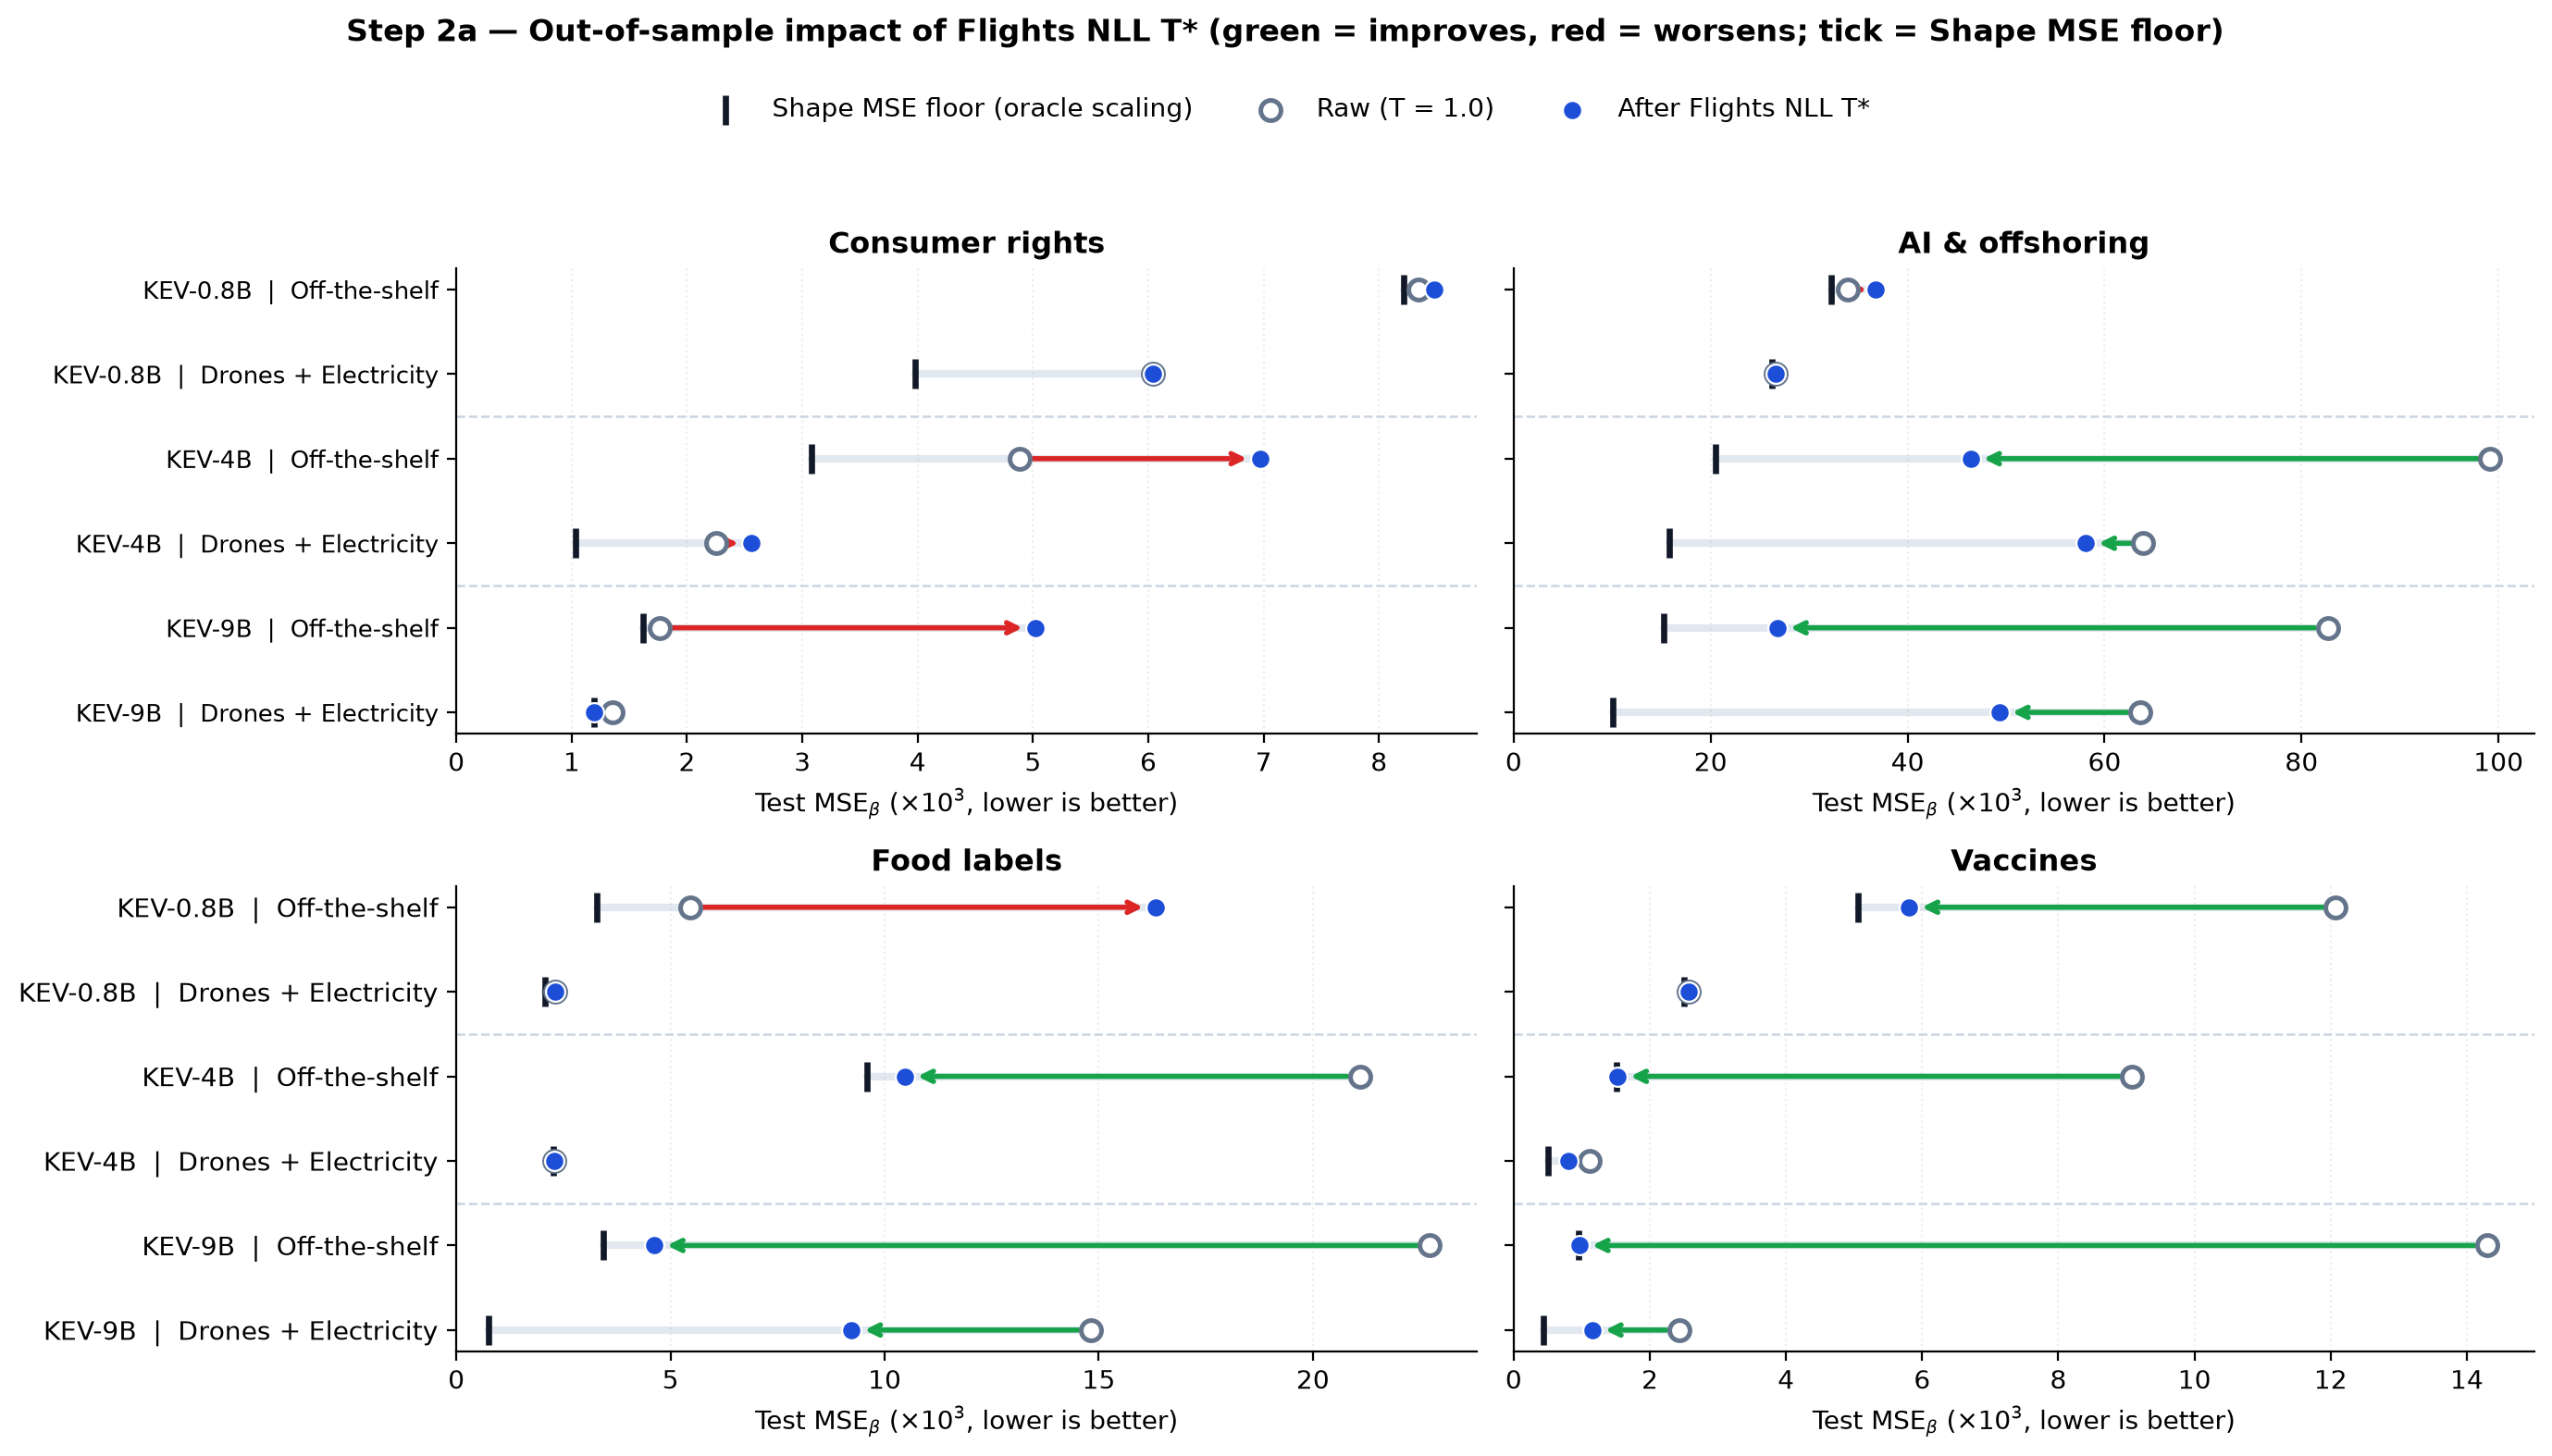 Step 2a — Out-of-sample impact of Flights NLL T* (green = improves, red = worsens; tick = Shape MSE floor)
Shape MSE floor (oracle scaling)
Raw (T = 1.0)
After Flights NLL T*
Consumer rights
KEV-0.8B | Off-the-shelf
KEV-0.8B | Drones + Electricity
KEV-4B | Off-the-shelf
KEV-4B | Drones + Electricity
KEV-9B | Off-the-shelf
KEV-9B | Drones + Electricity
0 1 2 3 4 5 6 7 8
Test MSEβ (×10³, lower is better)
AI & offshoring
0 20 40 60 80 100
Test MSEβ (×10³, lower is better)
Food labels
KEV-0.8B | Off-the-shelf
KEV-0.8B | Drones + Electricity
KEV-4B | Off-the-shelf
KEV-4B | Drones + Electricity
KEV-9B | Off-the-shelf
KEV-9B | Drones + Electricity
0 5 10 15 20
Test MSEβ (×10³, lower is better)
Vaccines
0 2 4 6 8 10 12 14
Test MSEβ (×10³, lower is better)